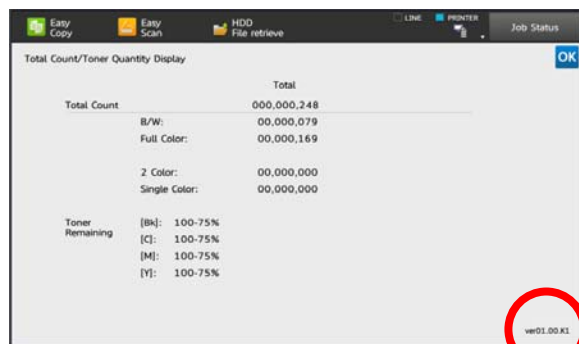 Easy Copy
Easy Scan
HDD File retrieve
LINE
PRINTER
Job Status
Total Count/Toner Quantity Display
OK
Total
Total Count 000,000,248
B/W: 00,000,079
Full Color: 00,000,169
2 Color: 00,000,000
Single Color: 00,000,000
Toner Remaining
[Bk]: 100-75%
[C]: 100-75%
[M]: 100-75%
[Y]: 100-75%
ver01.00.K1